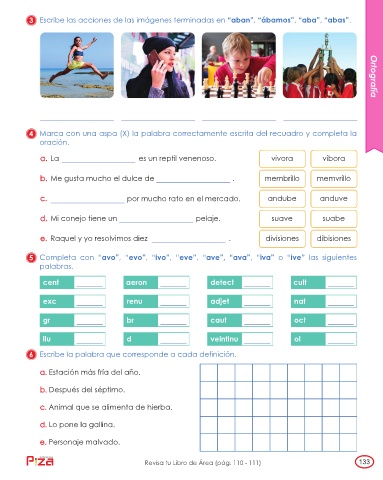 3 Escribe las acciones de las imágenes terminadas en "aban", "ábamos", "aba", "abas".
Ortografía
4 Marca con una aspa (X) la palabra correctamente escrita del recuadro y completa la
oración.
a. La ____________ es un reptil venenoso. vívora víbora
b. Me gusta mucho el dulce de ____________ . membrillo memvrillo
c. ____________ por mucho rato en el mercado. andube anduve
d. Mi conejo tiene un ____________ pelaje. suave suabe
e. Raquel y yo resolvimos diez ____________ . divisiones dibisiones
5 Completa con "avo", "evo", "ivo", "eve", "ave", "ava", "iva" o "ive" las siguientes
palabras.
cent ______ aeron ______ detect ______ cult ______
exc ______ renu ______ adjet ______ nat ______
gr ______ br ______ caut ______ oct ______
llu ______ d ______ veintinu ______ ol ______
6 Escribe la palabra que corresponde a cada definición.
a. Estación más fría del año.
b. Después del séptimo.
c. Animal que se alimenta de hierba.
d. Lo pone la gallina.
e. Personaje malvado.
Piza Revisa tu Libro de Área (pág. 110 - 111) 133